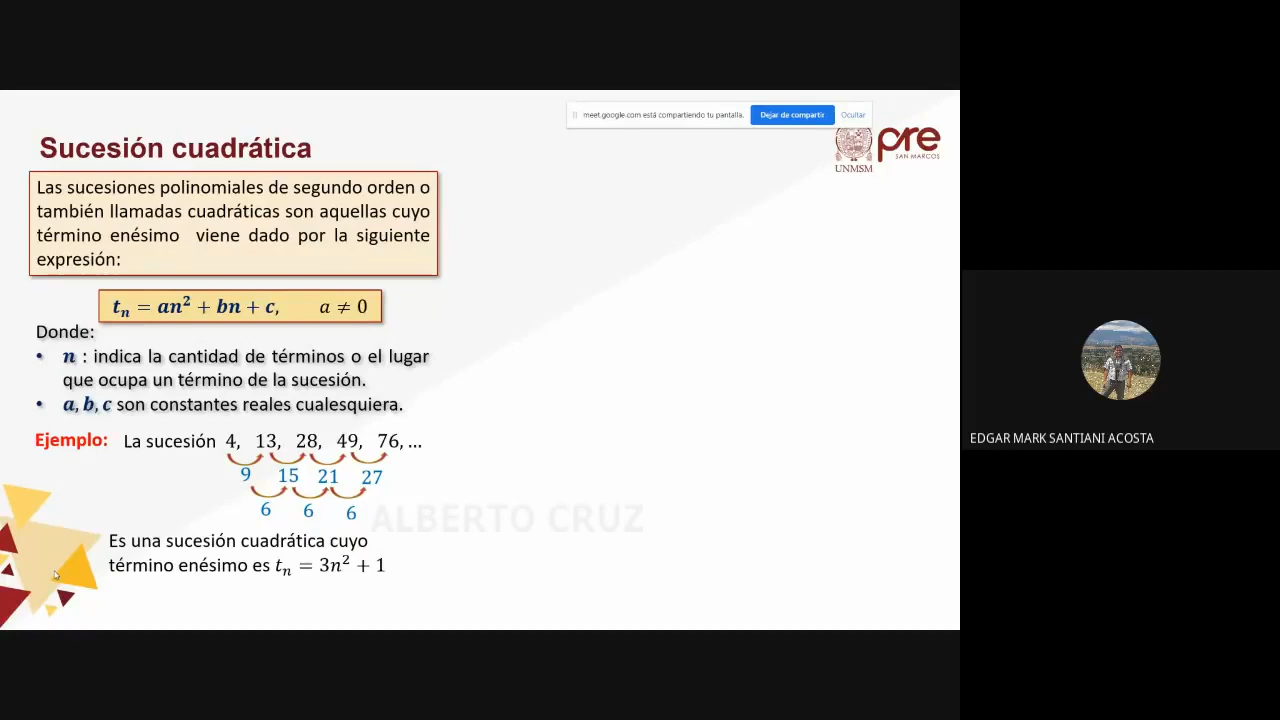 meet.google.com está compartiendo tu pantalla. Dejar de compartir Ocultar
Sucesión cuadrática
pre
SAN MARCOS
UNMSM
Las sucesiones polinomiales de segundo orden o
también llamadas cuadráticas son aquellas cuyo
término enésimo viene dado por la siguiente
expresión:
tₙ = an² + bn + c, a ≠ 0
Donde:
• n : indica la cantidad de términos o el lugar
que ocupa un término de la sucesión.
• a, b, c son constantes reales cualesquiera.
Ejemplo: La sucesión 4, 13, 28, 49, 76, ...
9 15 21 27
6 6 6
ALBERTO CRUZ
Es una sucesión cuadrática cuyo
término enésimo es tₙ = 3n² + 1
EDGAR MARK SANTIANI ACOSTA